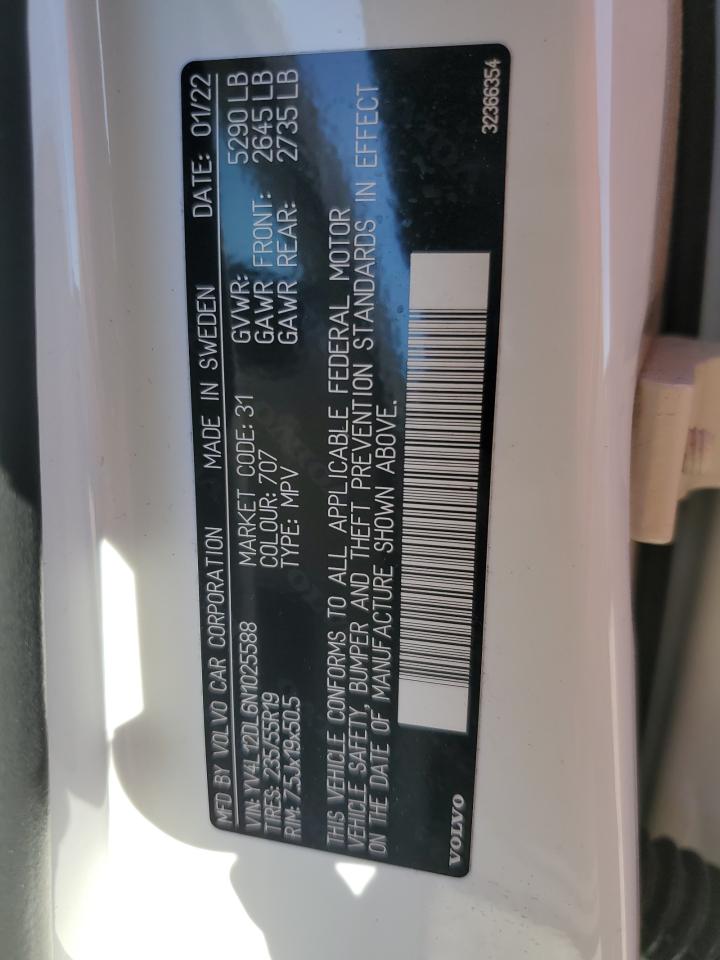 MFD BY VOLVO CAR CORPORATION MADE IN SWEDEN DATE: 01/22
VIN: YV4L12DL6N1025588 MARKET CODE: 31 GVWR: 5290 LB
TIRES: 235/55R19 COLOUR: 707 GAWR FRONT: 2645 LB
RIM: 7.5Jx19x50.5 TYPE: MPV GAWR REAR: 2735 LB
THIS VEHICLE CONFORMS TO ALL APPLICABLE FEDERAL MOTOR
VEHICLE SAFETY, BUMPER AND THEFT PREVENTION STANDARDS IN EFFECT
ON THE DATE OF MANUFACTURE SHOWN ABOVE.
VOLVO 32366354